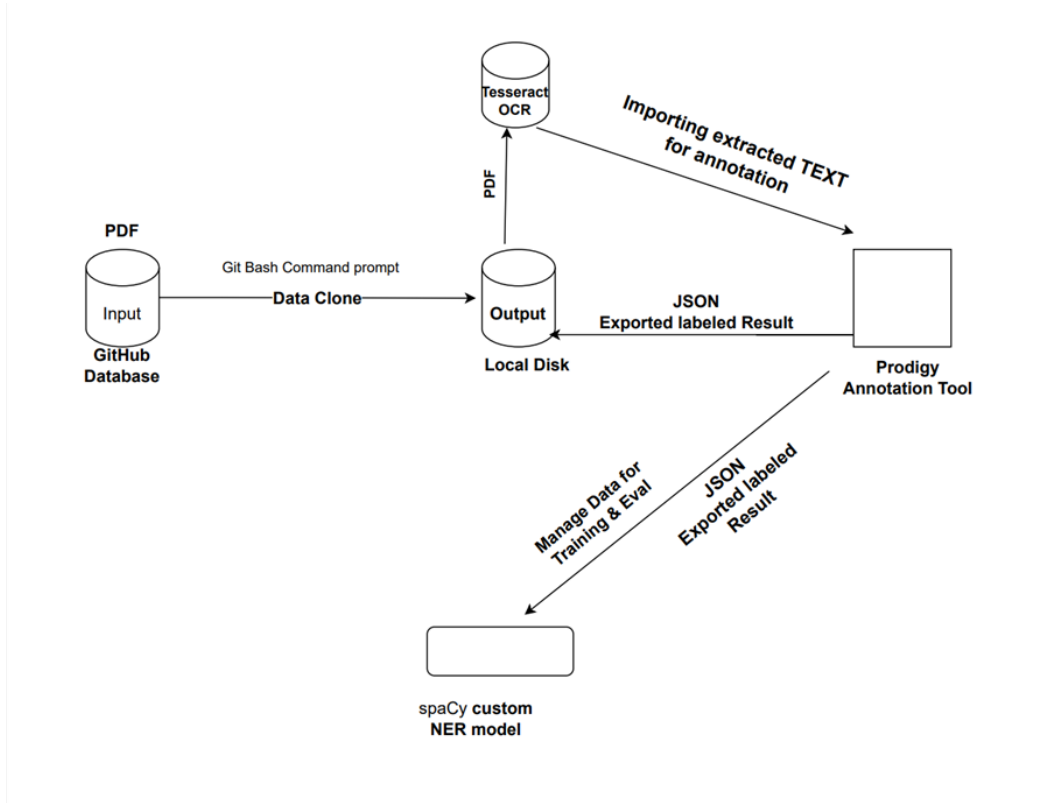 Tesseract
OCR
Importing extracted TEXT
for annotation
PDF
PDF
Input
GitHub
Database
Git Bash Command prompt
Data Clone
Output
Local Disk
JSON
Exported labeled Result
Prodigy
Annotation Tool
Manage Data for
Training & Eval
JSON
Exported labeled
Result
spaCy custom
NER model